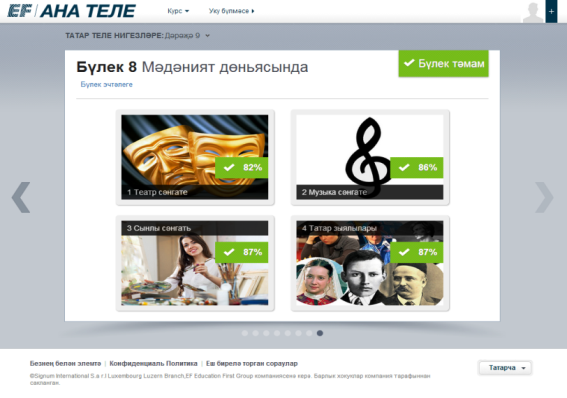 EF АНА ТЕЛЕ
Курс
Уку бүлмәсе
+
ТАТАР ТЕЛЕ НИГЕЗЛӘРЕ: Дәрәҗә 9
Бүлек 8 Мәдәният дөньясында
Бүлек тәмам
Бүлек эчтәлеге
82%
1 Театр сәнгате
86%
2 Музыка сәнгате
3 Сынлы сәнгать
87%
4 Татар зыялылары
87%
Безнең белән элемтә | Конфиденциаль Политика | Еш бирелә торган сораулар
Татарча
©Signum International S.a r.l Luxembourg Luzern Branch,EF Education First Group компаниясенә керә. Барлык хокуклар компания тарафыннан
сакланган.